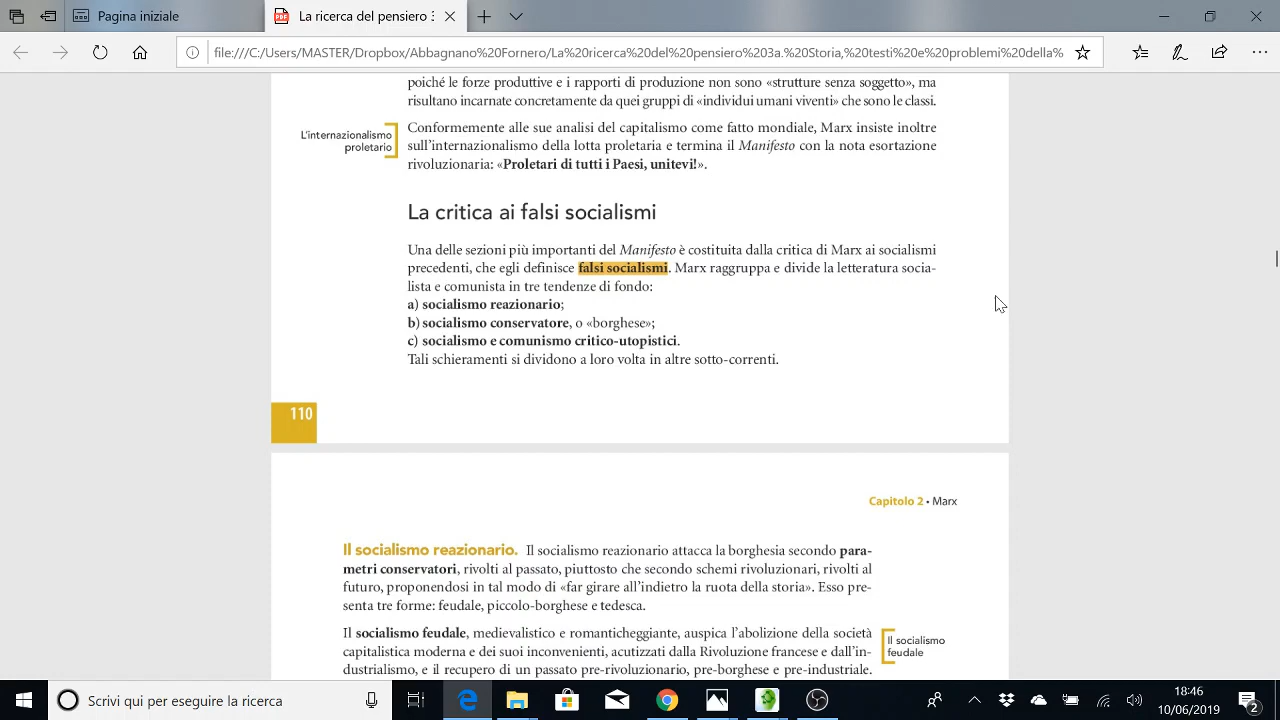 Pagina iniziale
La ricerca del pensiero 3
file:///C:/Users/MASTER/Dropbox/Abbagnano%20Fornero/La%20ricerca%20del%20pensiero%203a.%20Storia,%20testi%20e%20problemi%20della%
poiché le forze produttive e i rapporti di produzione non sono «strutture senza soggetto», ma
risultano incarnate concretamente da quei gruppi di «individui umani viventi» che sono le classi.
L'internazionalismo
proletario
Conformemente alle sue analisi del capitalismo come fatto mondiale, Marx insiste inoltre
sull'internazionalismo della lotta proletaria e termina il Manifesto con la nota esortazione
rivoluzionaria: «Proletari di tutti i Paesi, unitevi!».
La critica ai falsi socialismi
Una delle sezioni più importanti del Manifesto è costituita dalla critica di Marx ai socialismi
precedenti, che egli definisce falsi socialismi. Marx raggruppa e divide la letteratura socia-
lista e comunista in tre tendenze di fondo:
a) socialismo reazionario;
b) socialismo conservatore, o «borghese»;
c) socialismo e comunismo critico-utopistici.
Tali schieramenti si dividono a loro volta in altre sotto-correnti.
110
Capitolo 2 • Marx
Il socialismo reazionario. Il socialismo reazionario attacca la borghesia secondo para-
metri conservatori, rivolti al passato, piuttosto che secondo schemi rivoluzionari, rivolti al
futuro, proponendosi in tal modo di «far girare all'indietro la ruota della storia». Esso pre-
senta tre forme: feudale, piccolo-borghese e tedesca.
Il socialismo feudale, medievalistico e romanticheggiante, auspica l'abolizione della società
capitalistica moderna e dei suoi inconvenienti, acutizzati dalla Rivoluzione francese e dall'in-
dustrialismo, e il recupero di un passato pre-rivoluzionario, pre-borghese e pre-industriale.
Il socialismo
feudale
Scrivi qui per eseguire la ricerca
18:46
10/06/2019
2